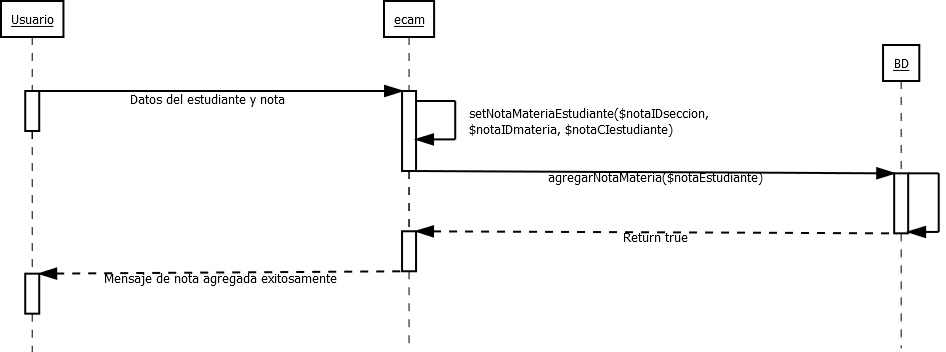 Usuario
ecam
BD
Datos del estudiante y nota
setNotaMateriaEstudiante($notaIDseccion,
$notaIDmateria, $notaCIestudiante)
agregarNotaMateria($notaEstudiante)
Return true
Mensaje de nota agregada exitosamente